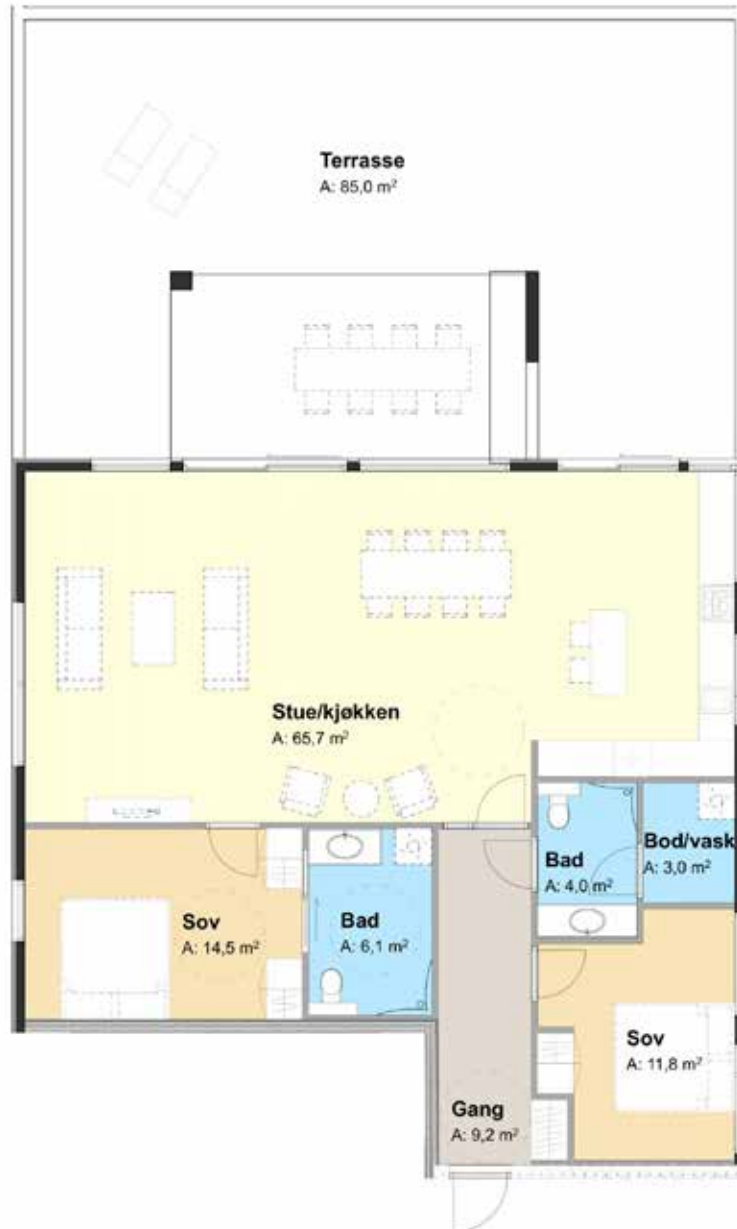 Terrasse
A: 85,0 m²
Stue/kjøkken
A: 65,7 m²
Bad
A: 4,0 m²
Bod/vask
A: 3,0 m²
Sov
A: 14,5 m²
Bad
A: 6,1 m²
Sov
A: 11,8 m²
Gang
A: 9,2 m²